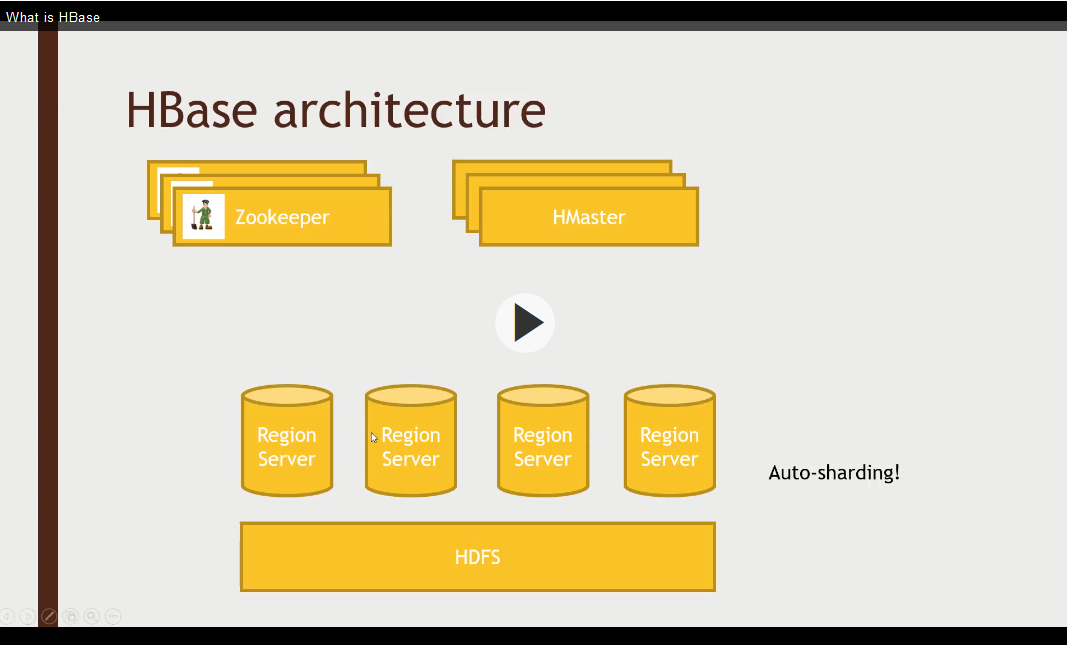 What is HBase
HBase architecture
Zookeeper
HMaster
Region
Server
Region
Server
Region
Server
Region
Server
Auto-sharding!
HDFS